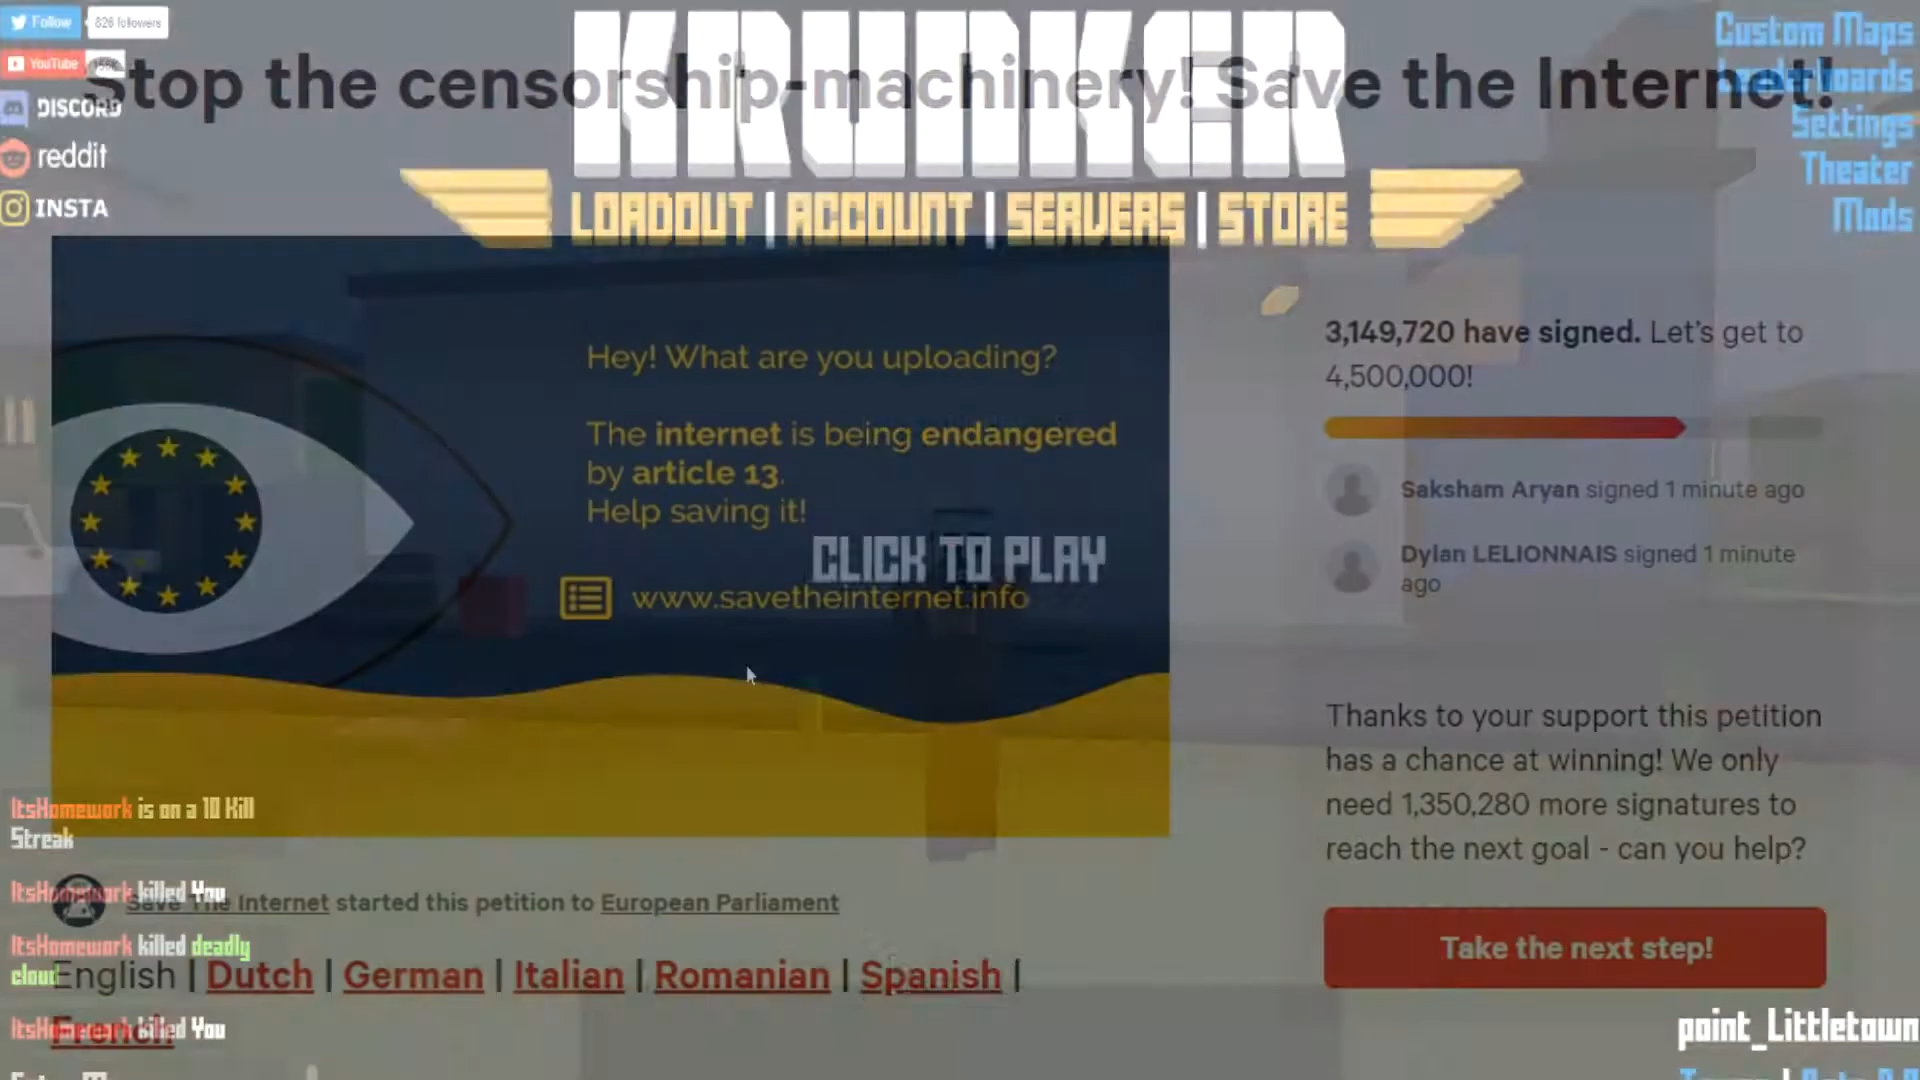 Follow
826 followers
YouTube
DISCORD
reddit
INSTA
KRUNKER
LOADOUT | ACCOUNT | SERVERS | STORE
Custom Maps
Leaderboards
Settings
Theater
Mods
Stop the censorship-machinery! Save the Internet!
Hey! What are you uploading?
The internet is being endangered
by article 13.
Help saving it!
CLICK TO PLAY
www.savetheinternet.info
3,149,720 have signed. Let's get to
4,500,000!
Saksham Aryan signed 1 minute ago
Dylan LELIONNAIS signed 1 minute
ago
Thanks to your support this petition
has a chance at winning! We only
need 1,350,280 more signatures to
reach the next goal - can you help?
Take the next step!
ItsHomework is on a 10 Kill
Streak
ItsHomework killed You
ItsHomework killed deadly
cloud
ItsHomework killed You
Save The Internet started this petition to European Parliament
English | Dutch | German | Italian | Romanian | Spanish |
French
point_Littletown